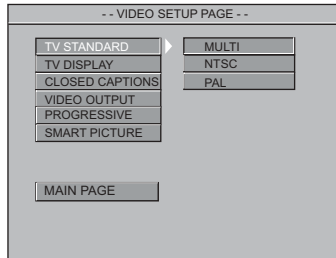 - - VIDEO SETUP PAGE - -
TV STANDARD
MULTI
TV DISPLAY
NTSC
CLOSED CAPTIONS
PAL
VIDEO OUTPUT
PROGRESSIVE
SMART PICTURE
MAIN PAGE